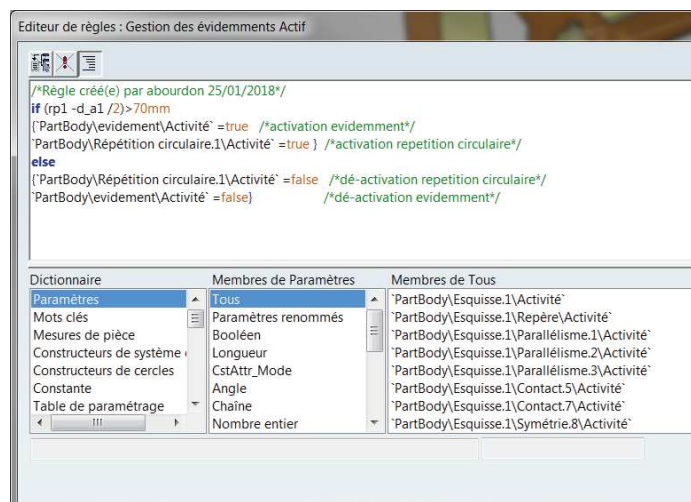 Editeur de règles : Gestion des évidemments Actif
/*Règle créé(e) par abourdon 25/01/2018*/
if (rp1 -d_a1 /2)>70mm
{`PartBody\evidement\Activité` =true /*activation evidemment*/
`PartBody\Répétition circulaire.1\Activité` =true } /*activation repetition circulaire*/
else
{`PartBody\Répétition circulaire.1\Activité` =false /*dé-activation repetition circulaire*/
`PartBody\evidement\Activité` =false} /*dé-activation evidemment*/
Dictionnaire
Paramètres
Mots clés
Mesures de pièce
Constructeurs de système
Constructeurs de cercles
Constante
Table de paramétrage
Membres de Paramètres
Tous
Paramètres renommés
Booléen
Longueur
CstAttr_Mode
Angle
Chaîne
Nombre entier
Membres de Tous
`PartBody\Esquisse.1\Activité`
`PartBody\Esquisse.1\Repère\Activité`
`PartBody\Esquisse.1\Parallélisme.1\Activité`
`PartBody\Esquisse.1\Parallélisme.2\Activité`
`PartBody\Esquisse.1\Parallélisme.3\Activité`
`PartBody\Esquisse.1\Contact.5\Activité`
`PartBody\Esquisse.1\Contact.7\Activité`
`PartBody\Esquisse.1\Symétrie.8\Activité`